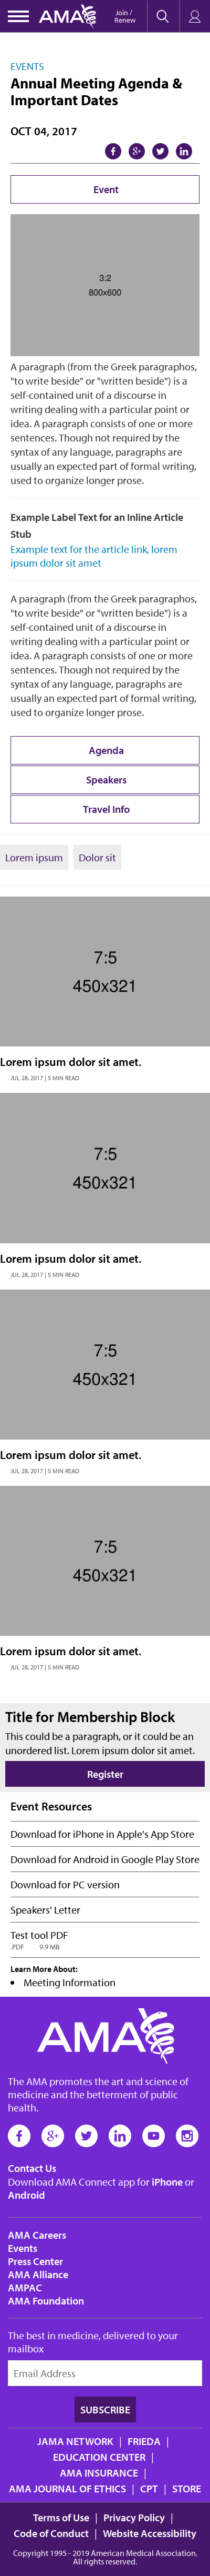 AMA
Join /
Renew
EVENTS
Annual Meeting Agenda &
Important Dates
OCT 04, 2017
Event
3:2
800x600
A paragraph (from the Greek paragraphos,
"to write beside" or "written beside") is a
self-contained unit of a discourse in
writing dealing with a particular point or
idea. A paragraph consists of one or more
sentences. Though not required by the
syntax of any language, paragraphs are
usually an expected part of formal writing,
used to organize longer prose.
Example Label Text for an Inline Article
Stub
Example text for the article link, lorem
ipsum dolor sit amet
A paragraph (from the Greek paragraphos,
"to write beside" or "written beside") is a
self-contained unit of a discourse in
writing dealing with a particular point or
idea. A paragraph consists of one or more
sentences. Though not required by the
syntax of any language, paragraphs are
usually an expected part of formal writing,
used to organize longer prose.
Agenda
Speakers
Travel Info
Lorem ipsum Dolor sit
7:5
450x321
Lorem ipsum dolor sit amet.
JUL 28, 2017 | 5 MIN READ
7:5
450x321
Lorem ipsum dolor sit amet.
JUL 28, 2017 | 5 MIN READ
7:5
450x321
Lorem ipsum dolor sit amet.
JUL 28, 2017 | 5 MIN READ
7:5
450x321
Lorem ipsum dolor sit amet.
JUL 28, 2017 | 5 MIN READ
Title for Membership Block
This could be a paragraph, or it could be an
unordered list. Lorem ipsum dolor sit amet.
Register
Event Resources
Download for iPhone in Apple's App Store
Download for Android in Google Play Store
Download for PC version
Speakers' Letter
Test tool PDF
.PDF 9.9 MB
Learn More About:
• Meeting Information
AMA
The AMA promotes the art and science of
medicine and the betterment of public
health.
Contact Us
Download AMA Connect app for iPhone or
Android
AMA Careers
Events
Press Center
AMA Alliance
AMPAC
AMA Foundation
The best in medicine, delivered to your
mailbox
Email Address
SUBSCRIBE
JAMA NETWORK | FRIEDA |
EDUCATION CENTER |
AMA INSURANCE |
AMA JOURNAL OF ETHICS | CPT | STORE
Terms of Use | Privacy Policy |
Code of Conduct | Website Accessibility
Copyright 1995 - 2019 American Medical Association.
All rights reserved.